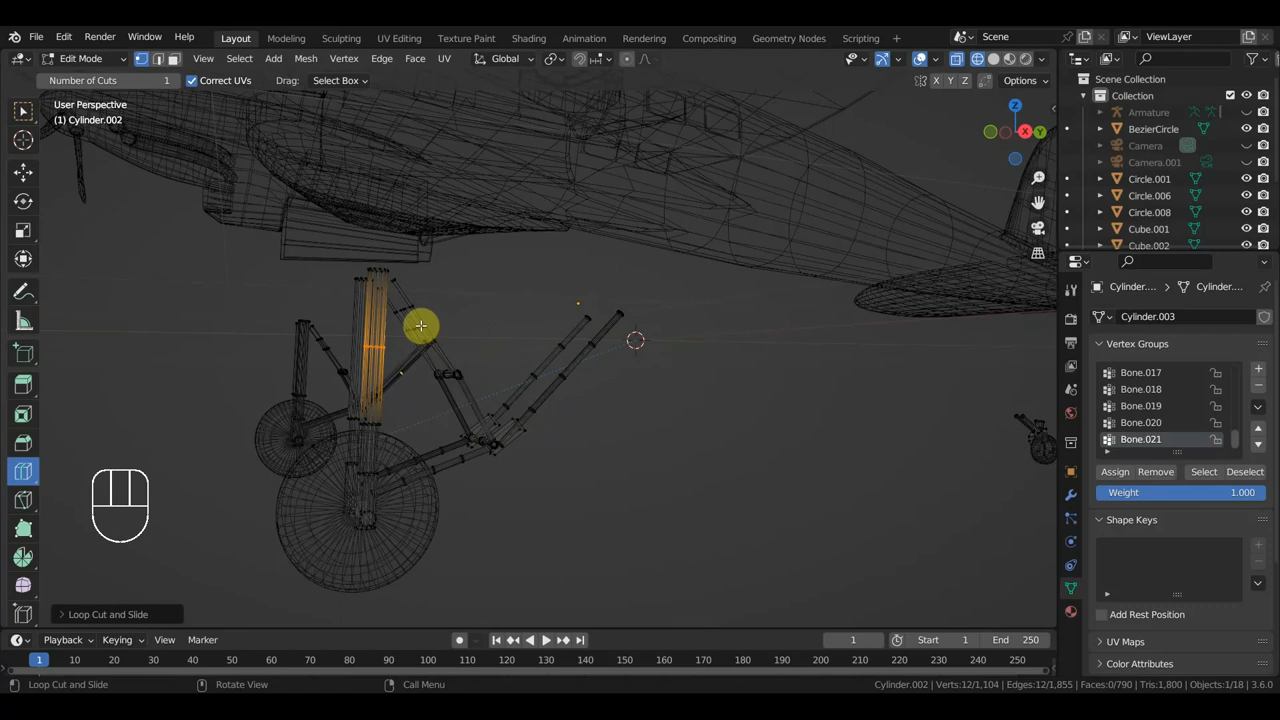 File Edit Render Window Help Layout Modeling Sculpting UV Editing Texture Paint Shading Animation Rendering Compositing Geometry Nodes Scripting Scene ViewLayer
Edit Mode View Select Add Mesh Vertex Edge Face UV Global
Number of Cuts 1 Correct UVs Drag: Select Box X Y Z Options
User Perspective
(1) Cylinder.002
Z
X Y
Scene Collection
Collection
Armature
BezierCircle
Camera
Camera.001
Circle.001
Circle.006
Circle.008
Cube.001
Cube.002
Cylinder.... Cylinder....
Cylinder.003
Vertex Groups
Bone.017
Bone.018
Bone.019
Bone.020
Bone.021
Assign Remove Select Deselect
Weight 1.000
Shape Keys
Add Rest Position
UV Maps
Color Attributes
Loop Cut and Slide
Playback Keying View Marker 1 Start 1 End 250
1 10 20 30 40 50 60 70 80 90 100 110 120 130 140 150 160 170 180 190 200 210 220 230 240 250
Loop Cut and Slide Rotate View Call Menu Cylinder.002 | Verts:12/1,104 | Edges:12/1,855 | Faces:0/790 | Tris:1,800 | Objects:1/18 | 3.6.0